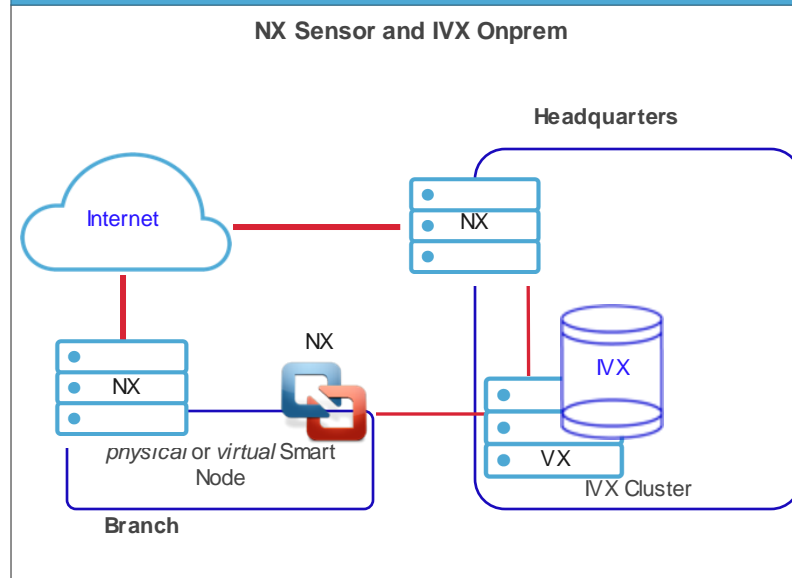 NX Sensor and IVX Onprem
Headquarters
Internet
NX
NX
NX
IVX
physical or virtual Smart
Node
VX
IVX Cluster
Branch